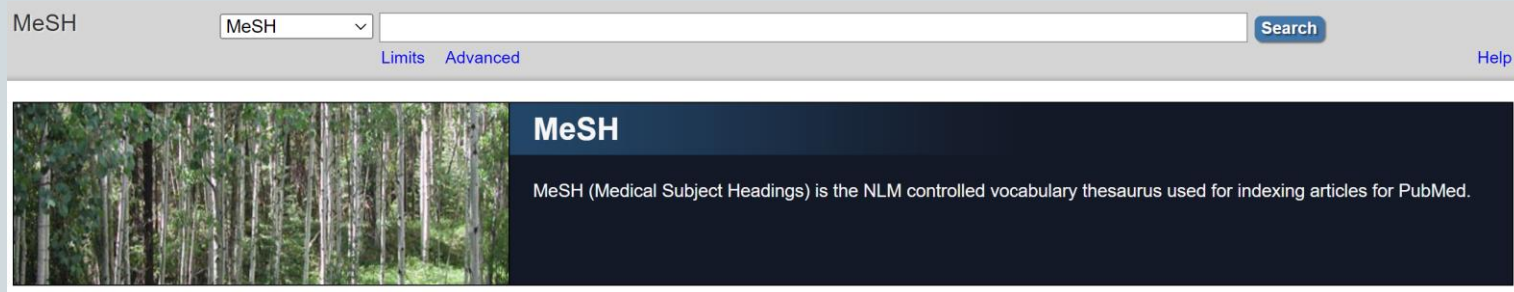 MeSH
MeSH
Search
Limits Advanced
Help
MeSH
MeSH (Medical Subject Headings) is the NLM controlled vocabulary thesaurus used for indexing articles for PubMed.